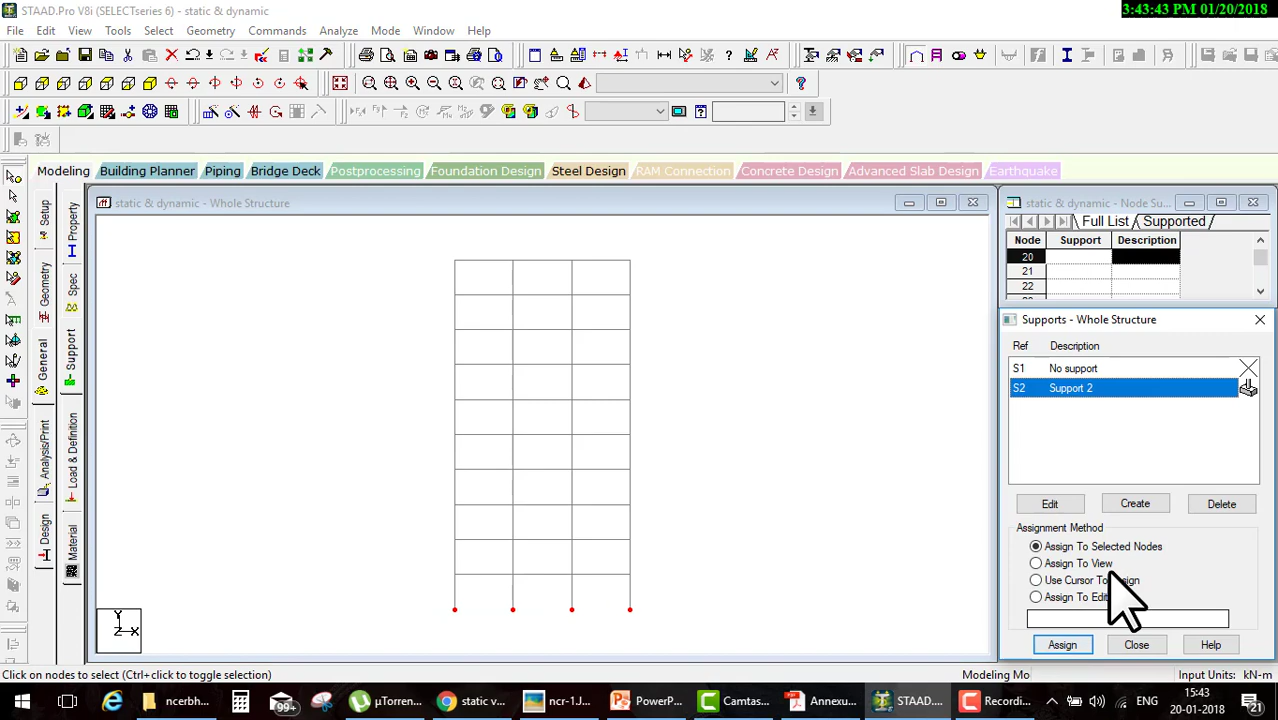 STAAD.Pro V8i (SELECTseries 6) - static & dynamic
3:43:43 PM 01/20/2018
File Edit View Tools Select Geometry Commands Analyze Mode Window Help
Modeling Building Planner Piping Bridge Deck Postprocessing Foundation Design Steel Design RAM Connection Concrete Design Advanced Slab Design Earthquake
Setup
Geometry
General
Analysis/Print
Design
Property
Spec
Support
Load & Definition
Material
static & dynamic - Whole Structure
Y
Z X
static & dynamic - Node Su...
Full List Supported
Node Support Description
20
21
22
Supports - Whole Structure
Ref Description
S1 No support
S2 Support 2
Edit Create Delete
Assignment Method
Assign To Selected Nodes
Assign To View
Use Cursor To
Assign To Edit
Assign Close Help
Click on nodes to select (Ctrl+click to toggle selection)
Modeling Mo
Input Units: kN-m
ncerbh... 99+ µTorren... static v... ncr-1.J... PowerP... Camtas... Annexu... STAAD.... Recordi...
ENG
15:43
20-01-2018
21